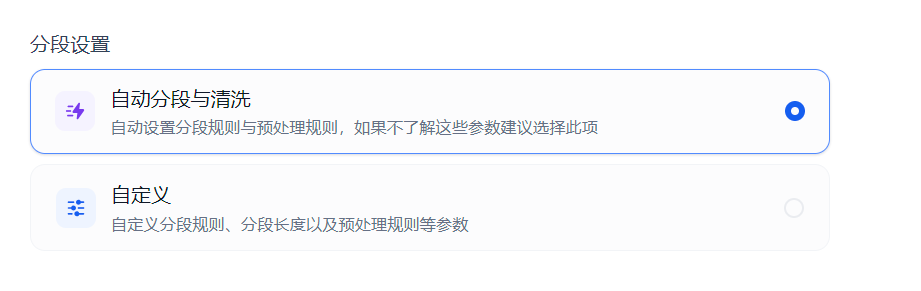 分段设置
自动分段与清洗
自动设置分段规则与预处理规则，如果不了解这些参数建议选择此项
自定义
自定义分段规则、分段长度以及预处理规则等参数